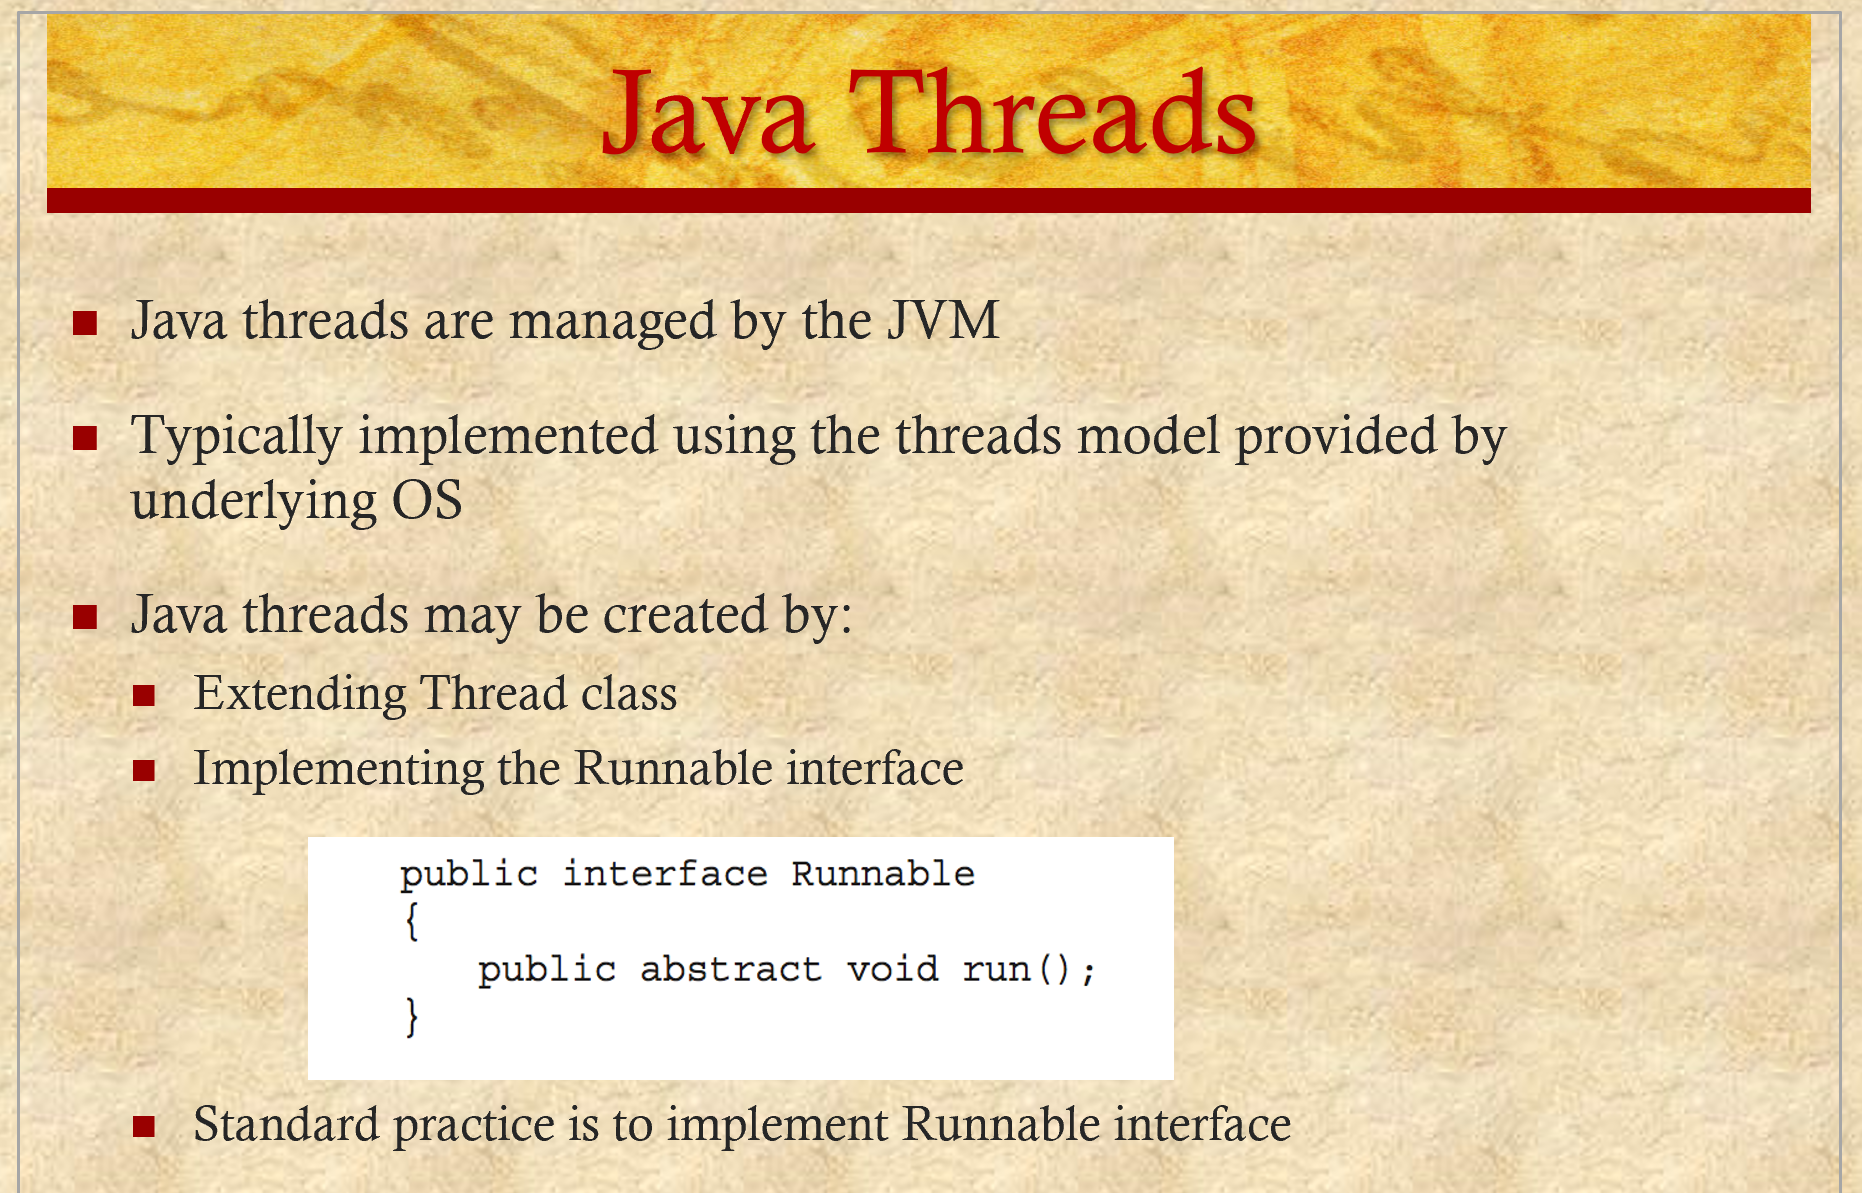 Java Threads
Java threads are managed by the JVM
Typically implemented using the threads model provided by
underlying OS
Java threads may be created by:
Extending Thread class
Implementing the Runnable interface
public interface Runnable
{
public abstract void run();
}
Standard practice is to implement Runnable interface